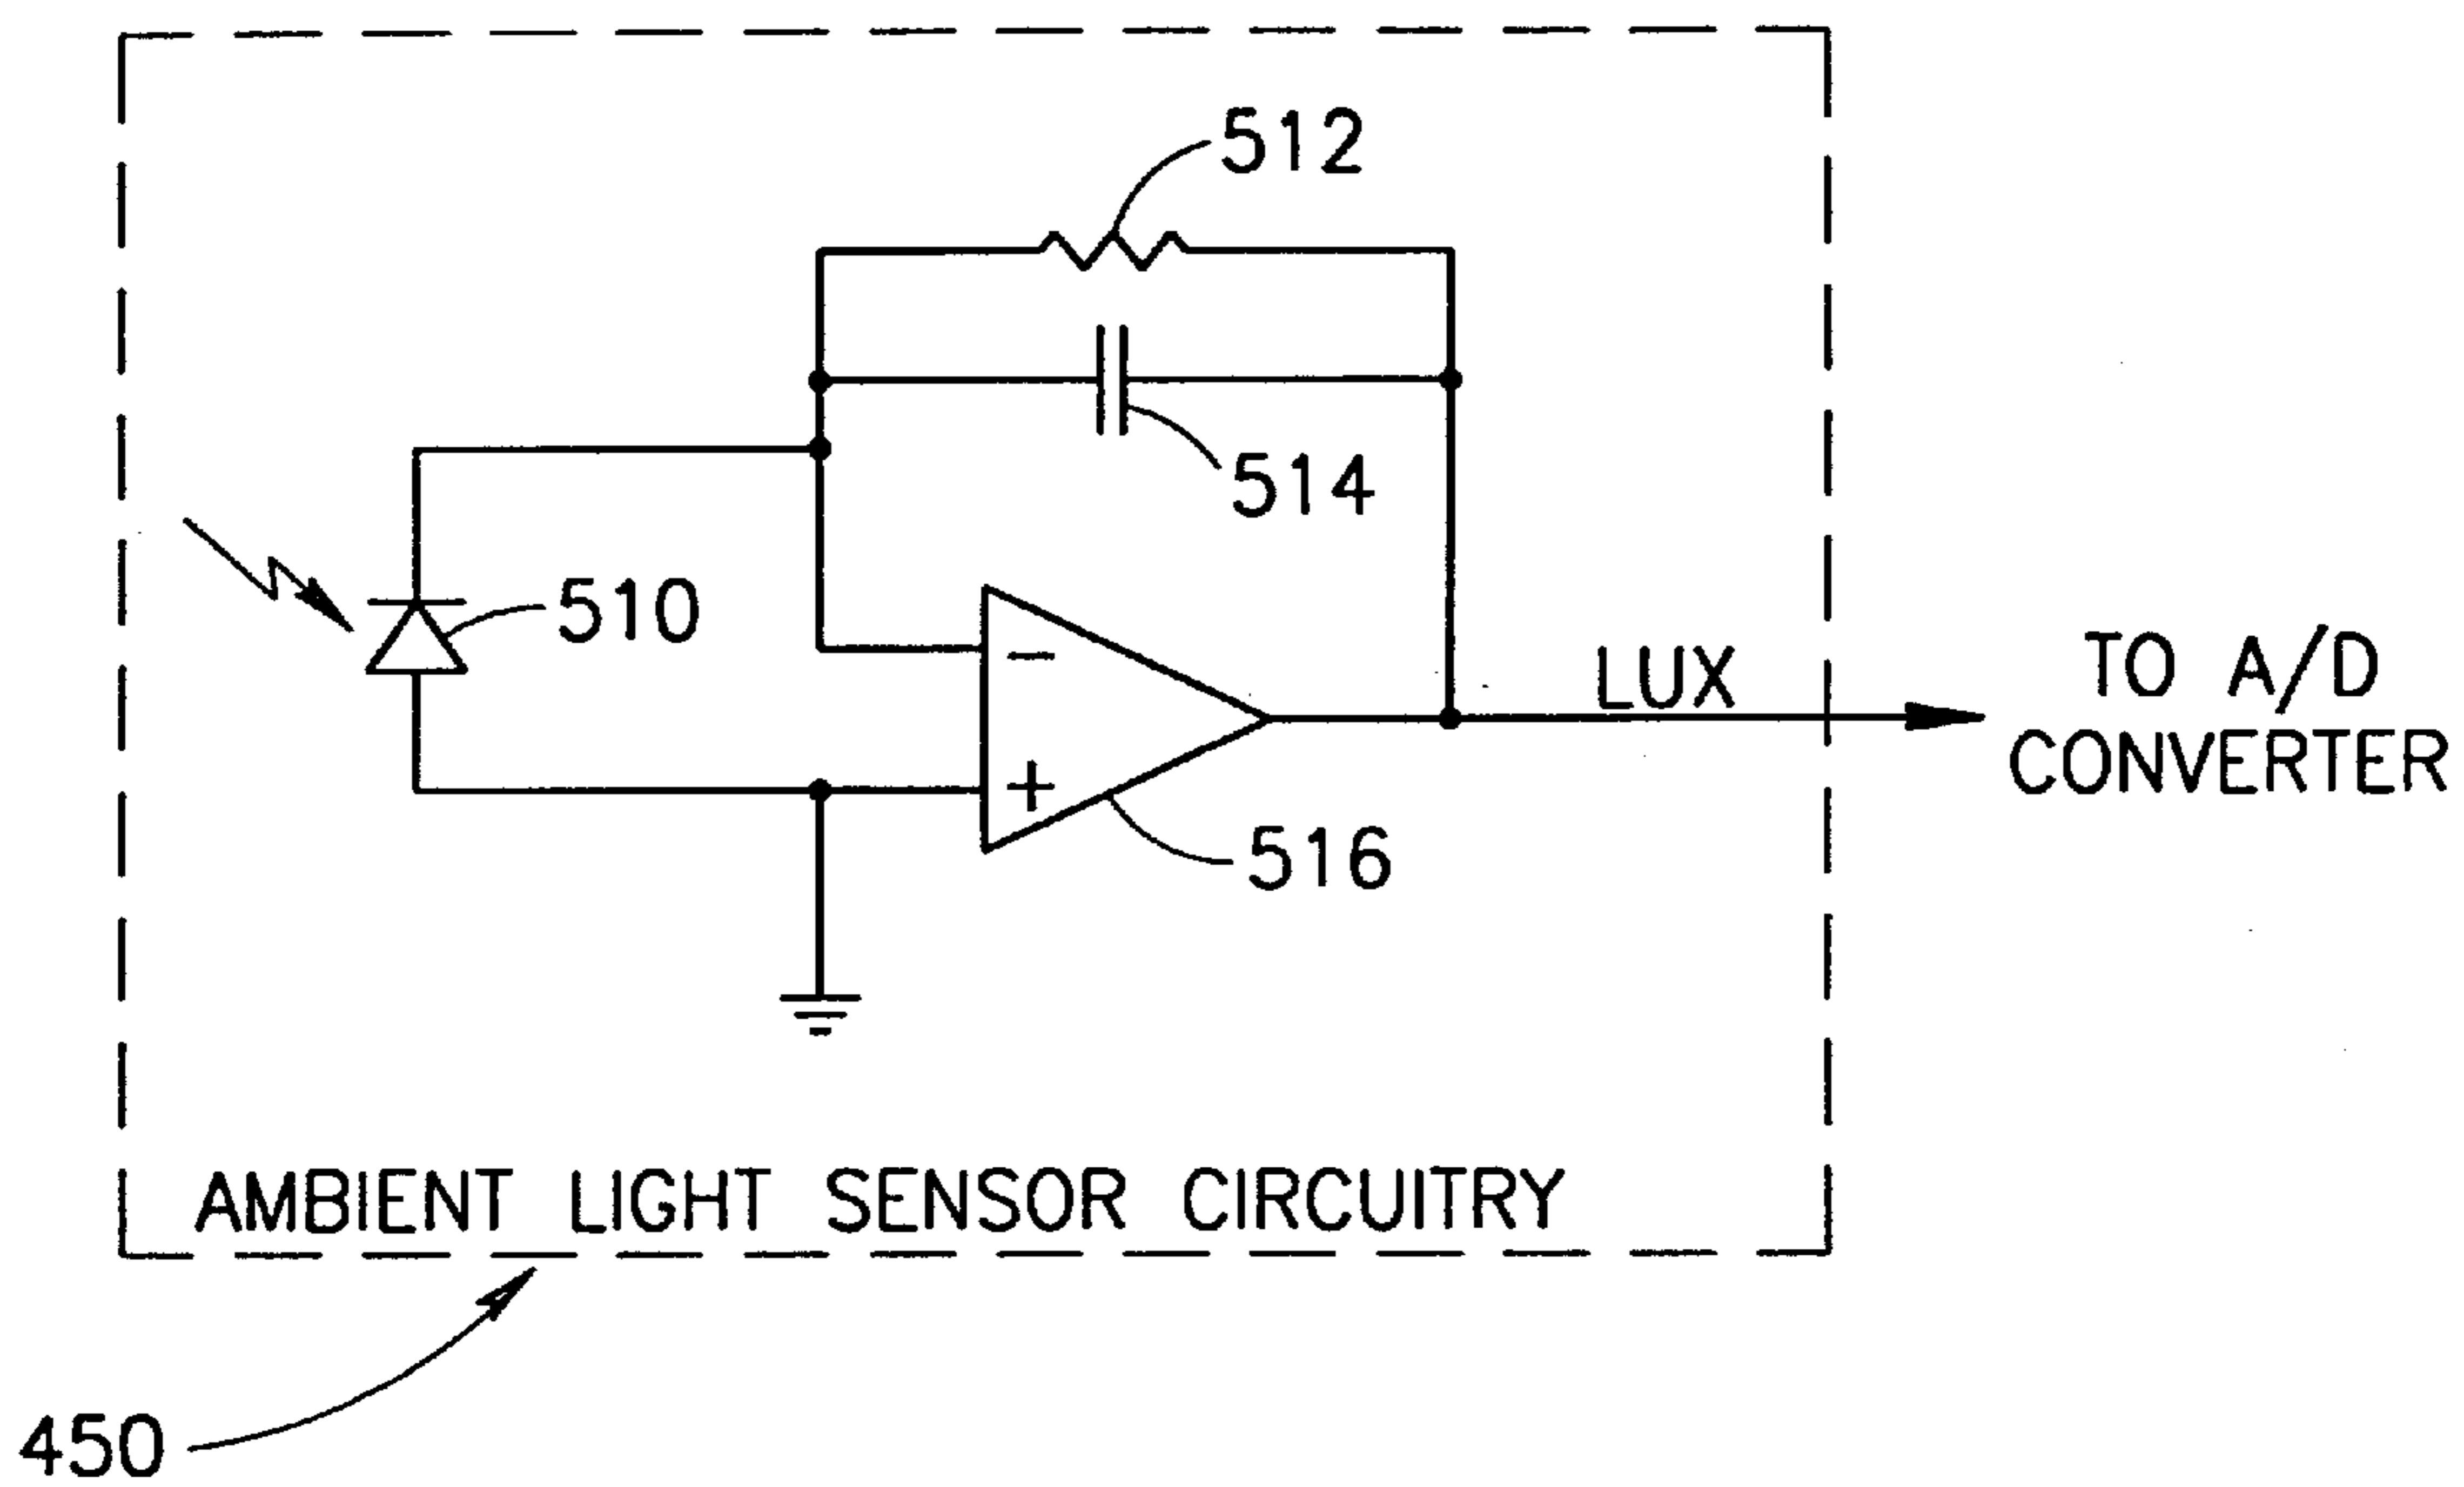 512
514
510
-
+
516
LUX
TO A/D
CONVERTER
AMBIENT LIGHT SENSOR CIRCUITRY
450